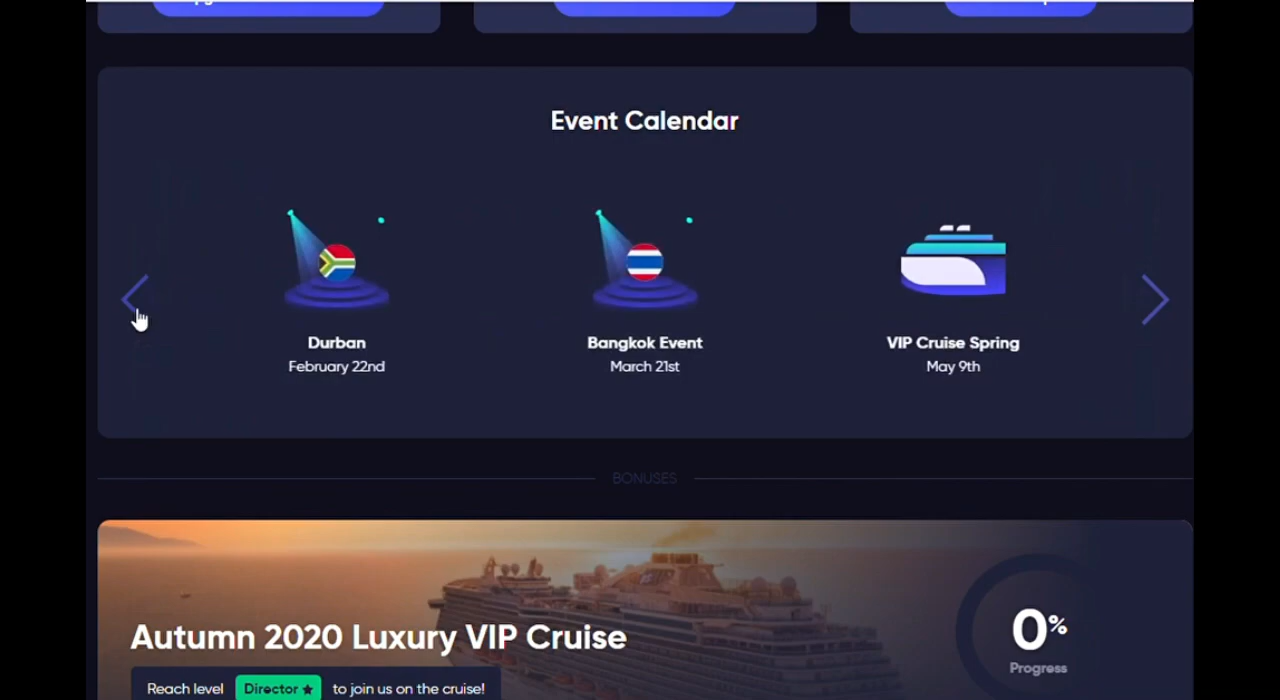 Event Calendar
Durban
February 22nd
Bangkok Event
March 21st
VIP Cruise Spring
May 9th
BONUSES
Autumn 2020 Luxury VIP Cruise
0%
Progress
Reach level Director ★ to join us on the cruise!